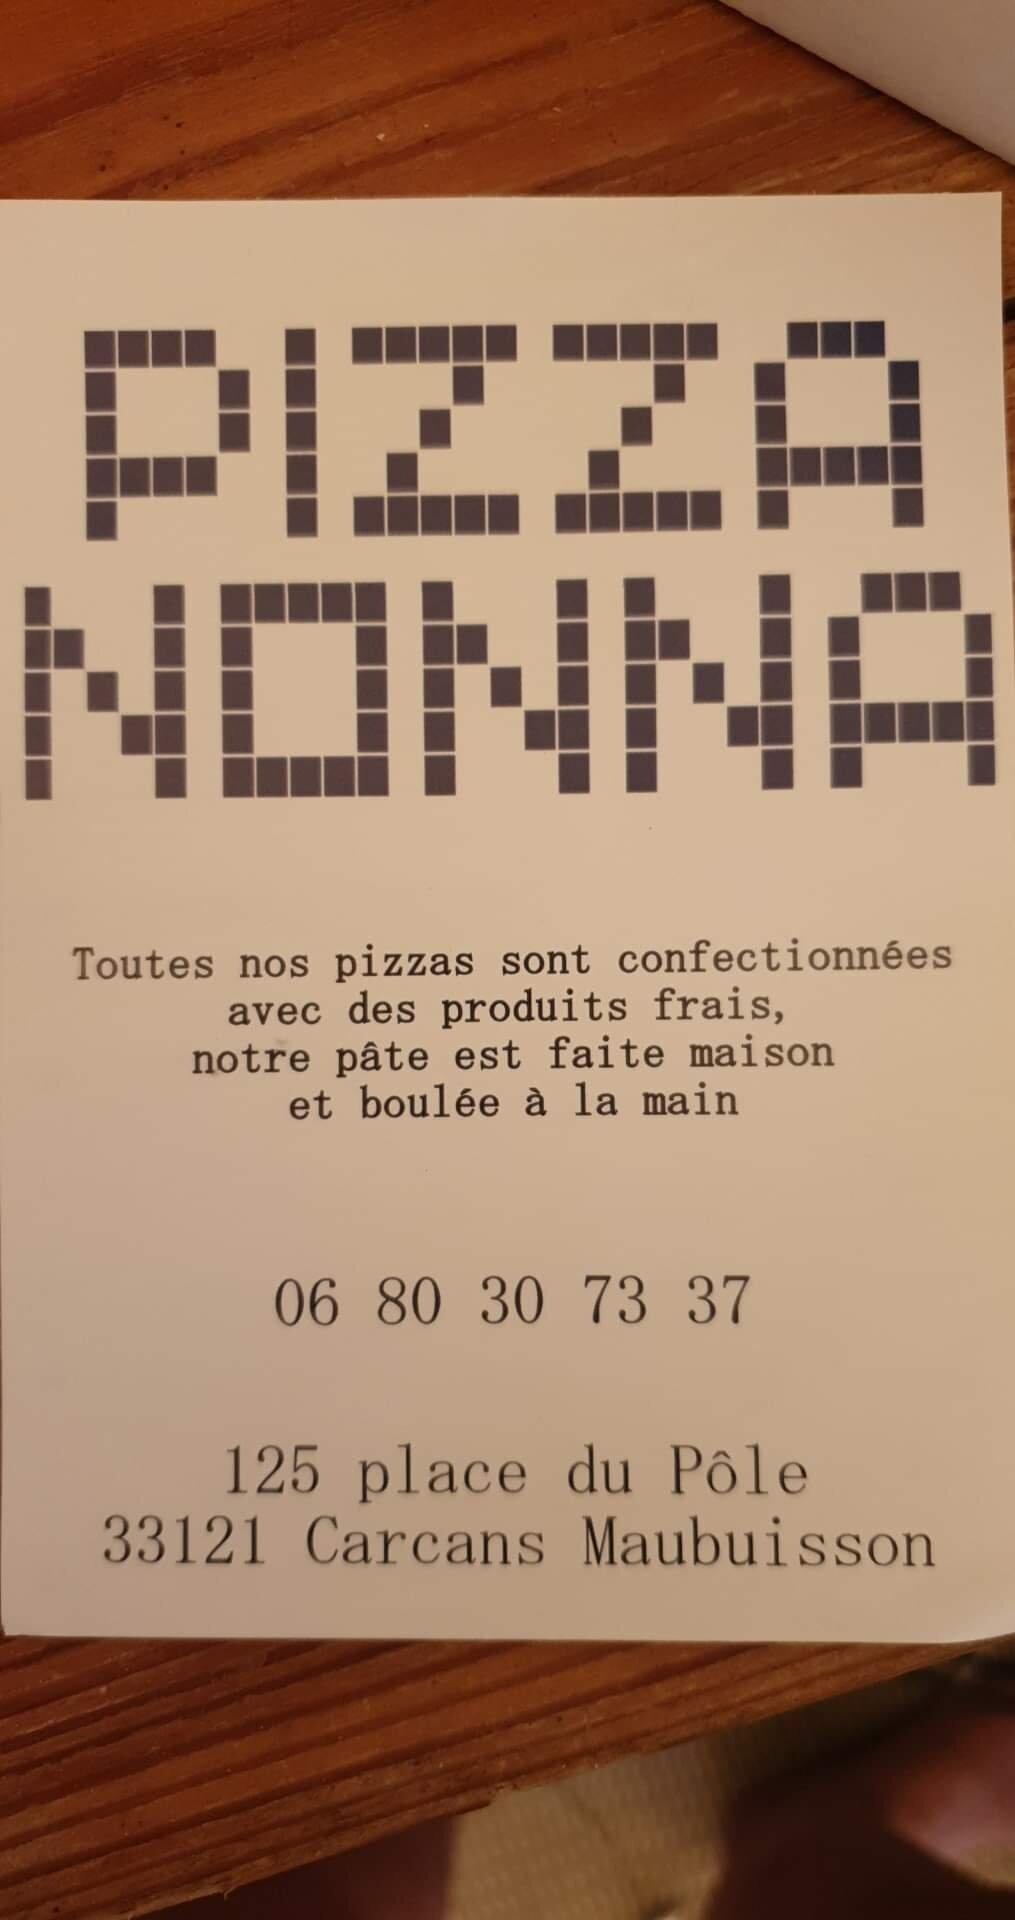 PIZZA
NONNA
Toutes nos pizzas sont confectionnées
avec des produits frais,
notre pâte est faite maison
et boulée à la main
06 80 30 73 37
125 place du Pôle
33121 Carcans Maubuisson